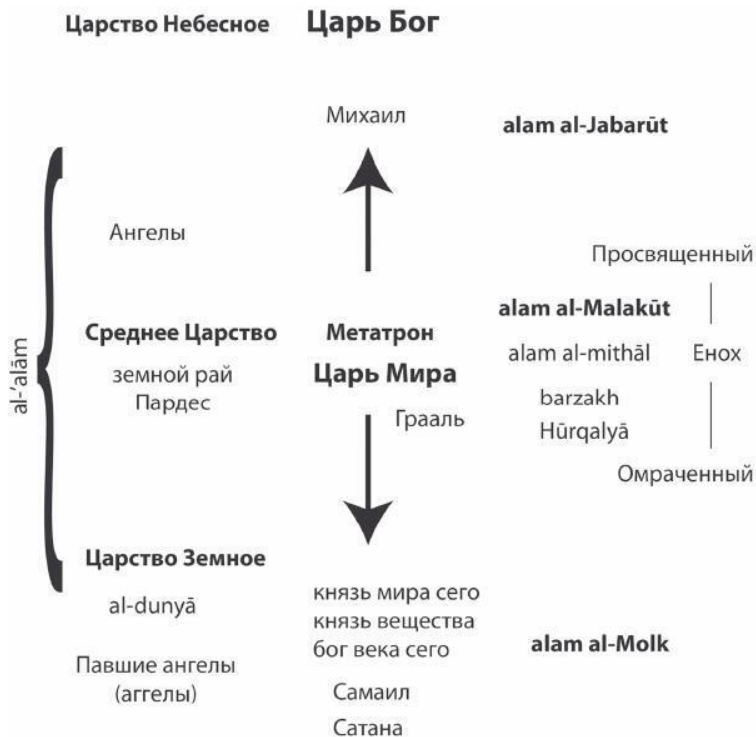 Царство Небесное
Царь Бог
Михаил
alam al-Jabarūt
Ангелы
Просвященный
Среднее Царство
Метатрон
alam al-Malakūt
земной рай
Царь Мира
alam al-mithāl
Енох
Пардес
Грааль
barzakh
Hūrqalyā
al-'alām
Омраченный
Царство Земное
al-dunyā
князь мира сего
князь вещества
бог века сего
alam al-Molk
Павшие ангелы
(аггелы)
Самаил
Сатана